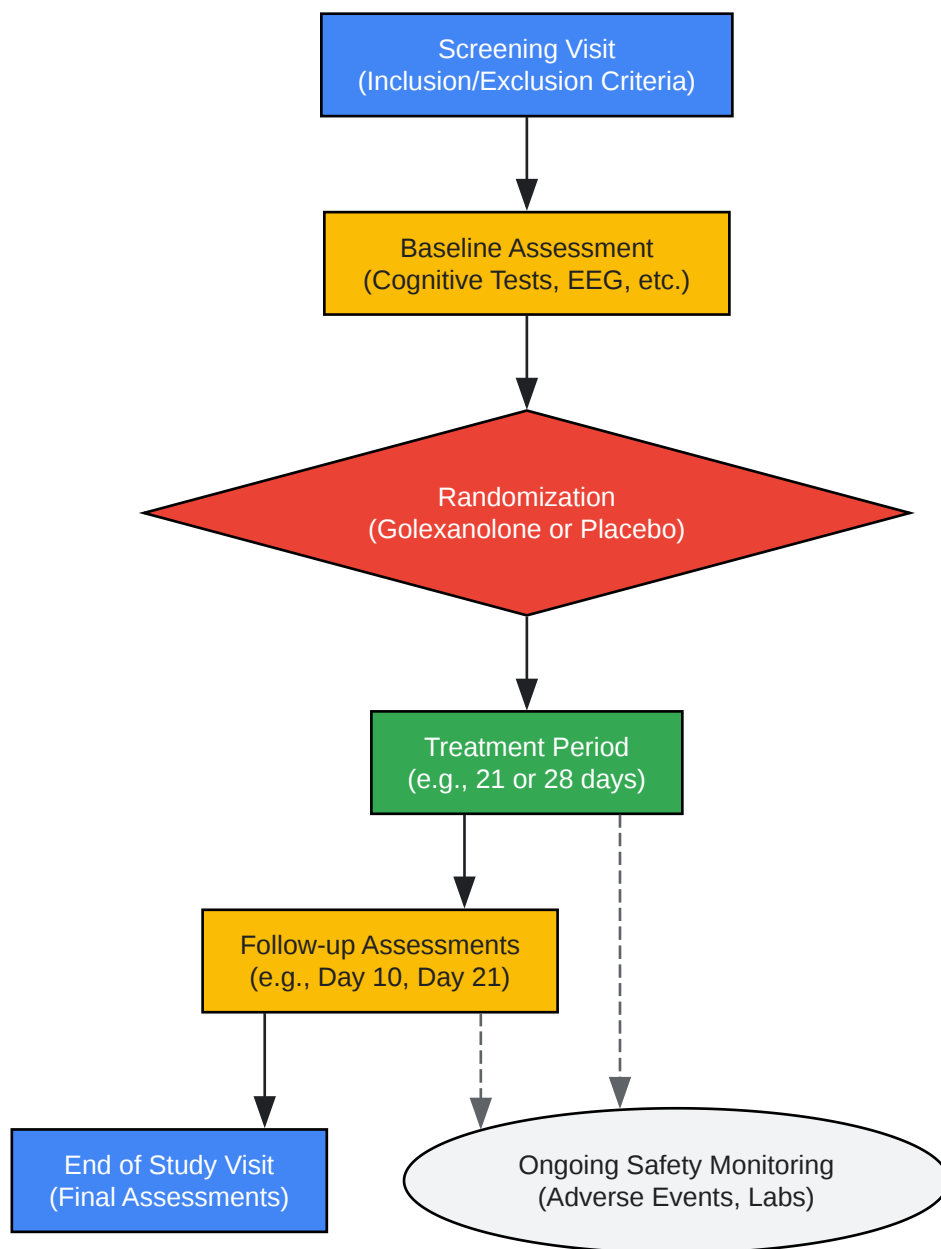 Screening Visit
(Inclusion/Exclusion Criteria)
Baseline Assessment
(Cognitive Tests, EEG, etc.)
Randomization
(Golexanolone or Placebo)
Treatment Period
(e.g., 21 or 28 days)
Follow-up Assessments
(e.g., Day 10, Day 21)
End of Study Visit
(Final Assessments)
Ongoing Safety Monitoring
(Adverse Events, Labs)